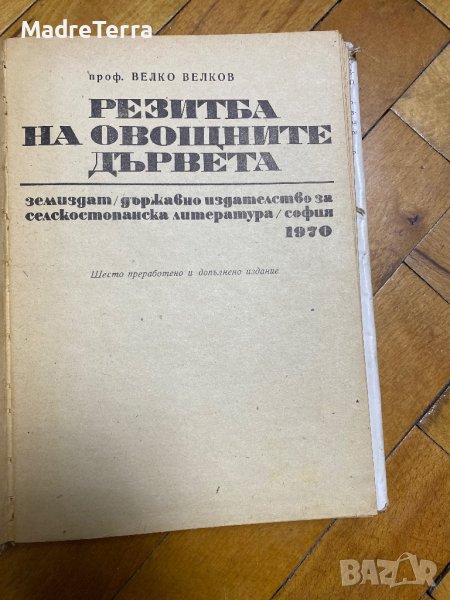 MadreTerra
проф. ВЕЛКО ВЕЛКОВ
РЕЗИТБА
НА ОВОЩНИТЕ
ДЪРВЕТА
земиздат/държавно издателство за
селскостопанска литература/софия
1970
Шесто преработено и допълнено издание
BAZAR